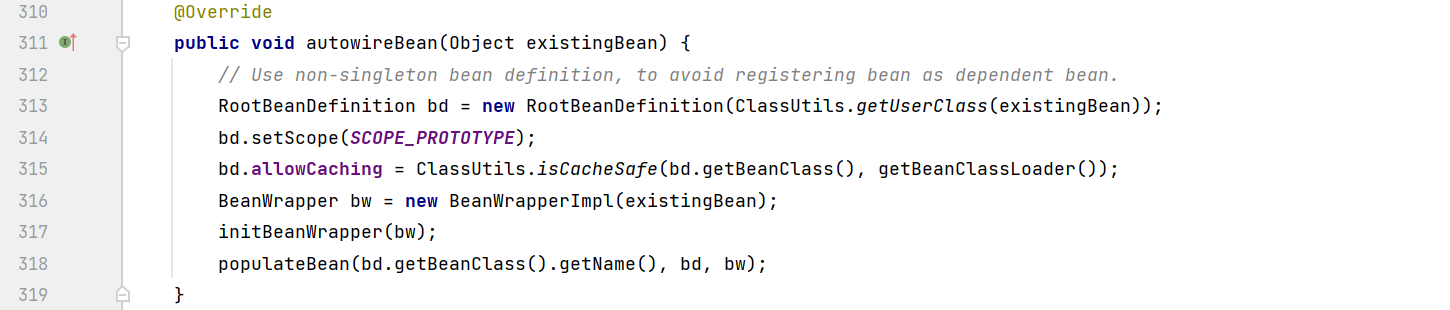 310 @Override
311 public void autowireBean(Object existingBean) {
312 // Use non-singleton bean definition, to avoid registering bean as dependent bean.
313 RootBeanDefinition bd = new RootBeanDefinition(ClassUtils.getUserClass(existingBean));
314 bd.setScope(SCOPE_PROTOTYPE);
315 bd.allowCaching = ClassUtils.isCacheSafe(bd.getBeanClass(), getBeanClassLoader());
316 BeanWrapper bw = new BeanWrapperImpl(existingBean);
317 initBeanWrapper(bw);
318 populateBean(bd.getBeanClass().getName(), bd, bw);
319 }